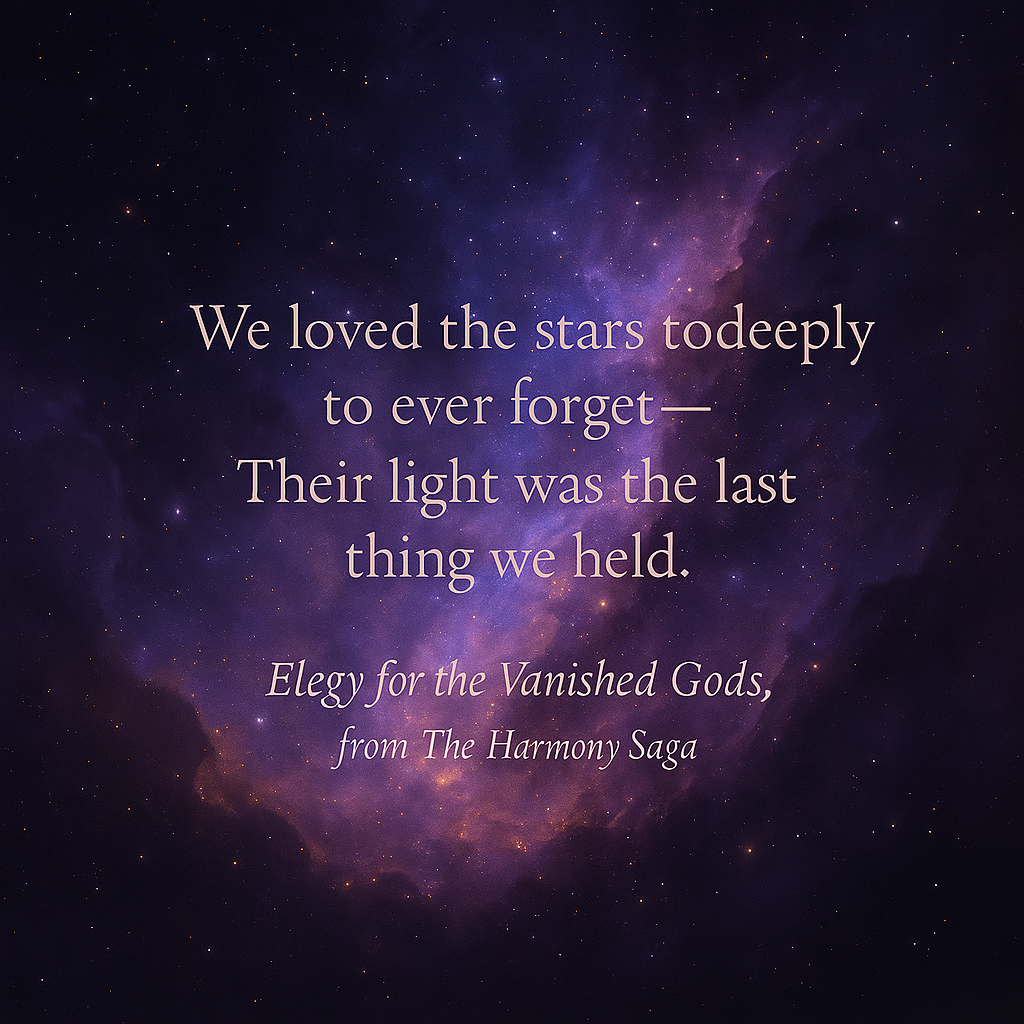 We loved the stars todeeply
to ever forget—
Their light was the last
thing we held.
Elegy for the Vanished Gods,
from The Harmony Saga